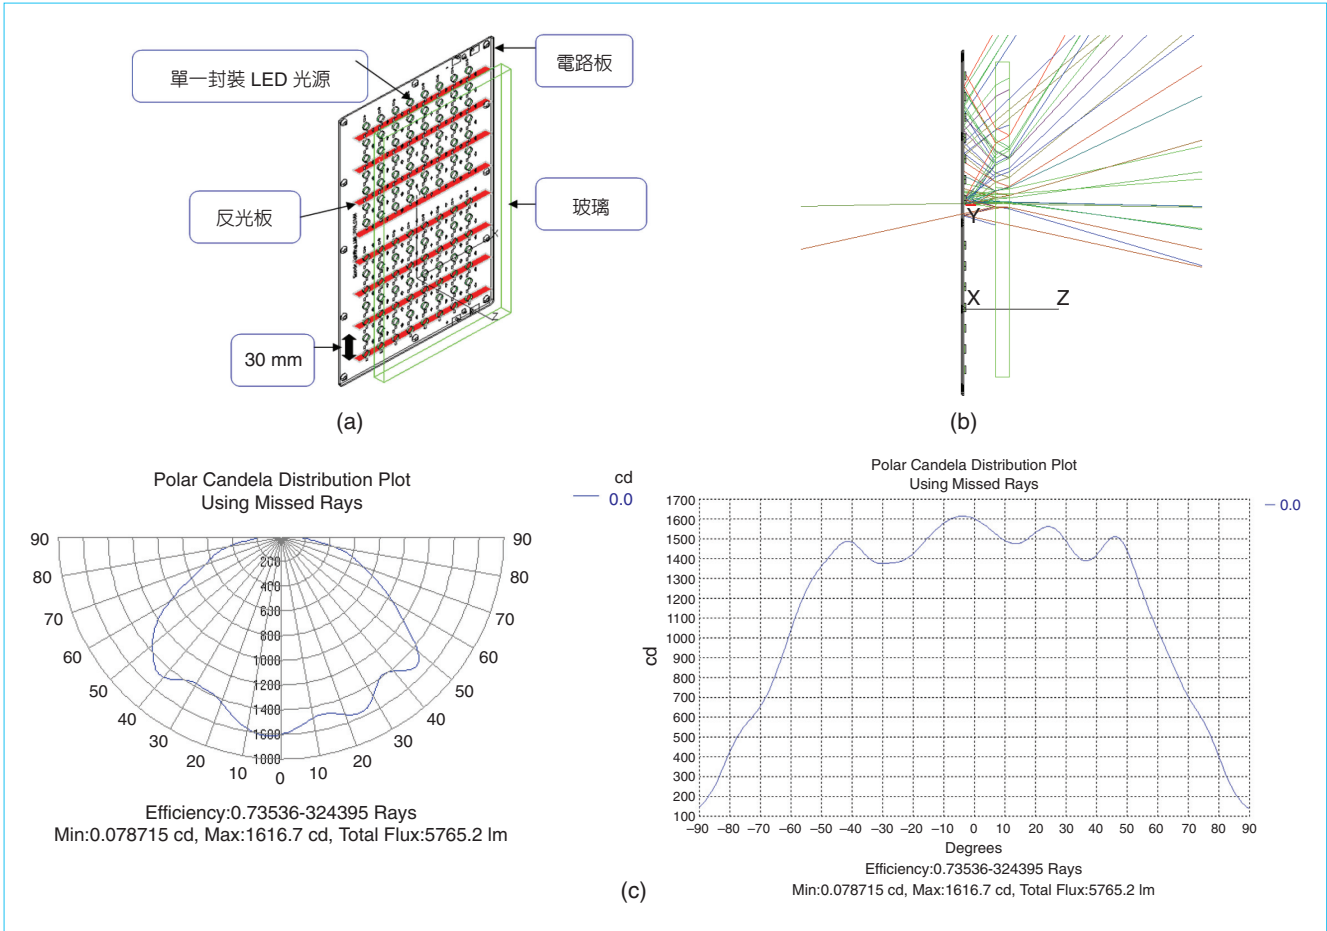 單一封裝 LED 光源
電路板
反光板
玻璃
30 mm
X
Z
(a)
Y
X
Z
(b)
Polar Candela Distribution Plot
Using Missed Rays
cd
0.0
90
80
70
60
50
40
30
20
10
0
10
20
30
40
50
60
70
80
90
200
400
600
800
1000
1200
1400
1600
1000
Efficiency:0.73536-324395 Rays
Min:0.078715 cd, Max:1616.7 cd, Total Flux:5765.2 lm
Polar Candela Distribution Plot
Using Missed Rays
0.0
1700
1600
1500
1400
1300
1200
1100
1000
900
800
700
600
500
400
300
200
100
cd
−90 −80 −70 −60 −50 −40 −30 −20 −10 0 10 20 30 40 50 60 70 80 90
Degrees
Efficiency:0.73536-324395 Rays
Min:0.078715 cd, Max:1616.7 cd, Total Flux:5765.2 lm
(c)